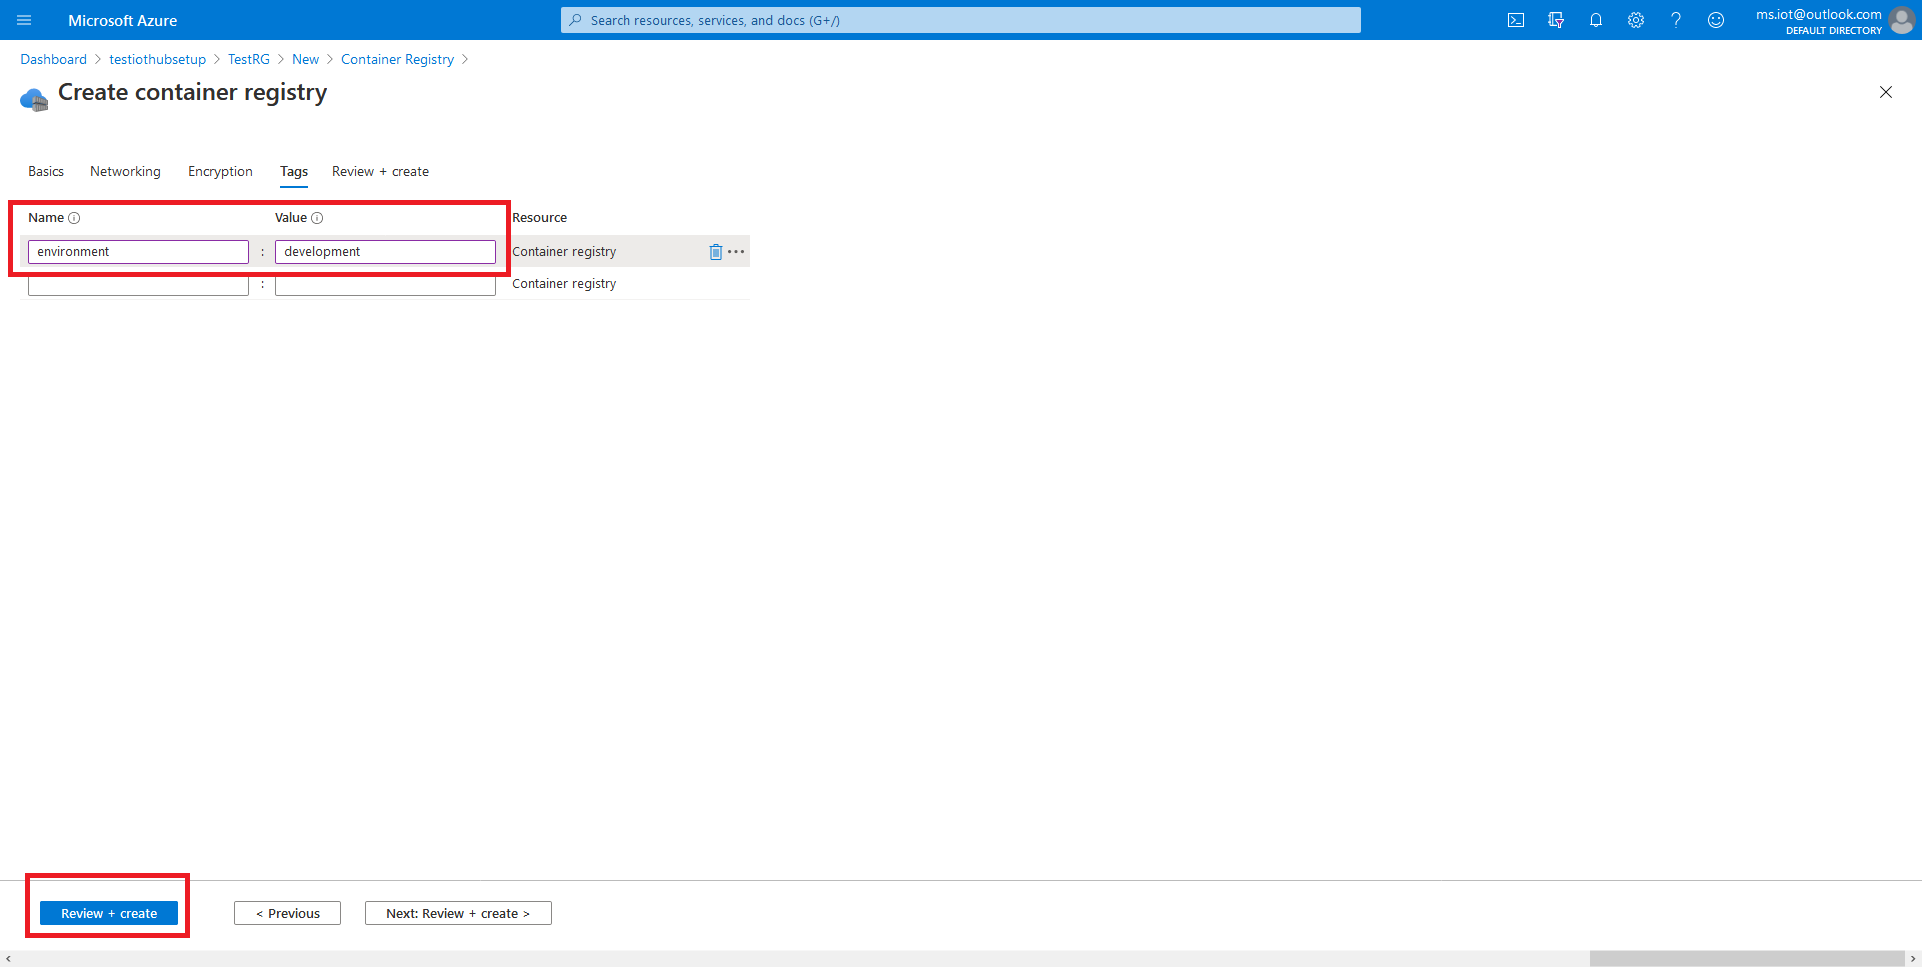 Microsoft Azure
Search resources, services, and docs (G+/)
ms.iot@outlook.com
DEFAULT DIRECTORY
Dashboard > testiothubsetup > TestRG > New > Container Registry >
Create container registry
Basics Networking Encryption Tags Review + create
Name Value Resource
environment : development Container registry
: Container registry
Review + create < Previous Next: Review + create >